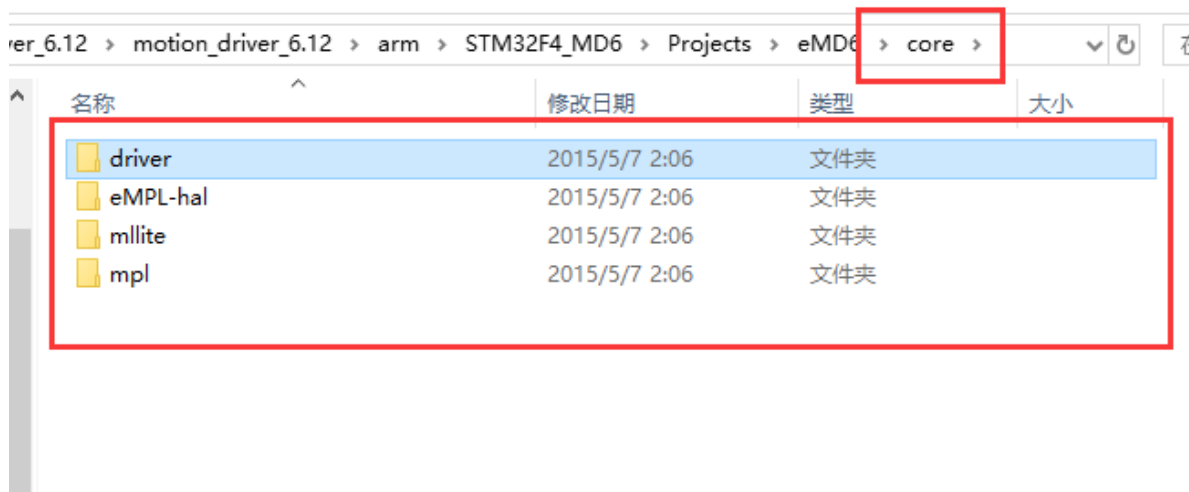 ver_6.12 > motion_driver_6.12 > arm > STM32F4_MD6 > Projects > eMD6 > core >
名称 修改日期 类型 大小
driver 2015/5/7 2:06 文件夹
eMPL-hal 2015/5/7 2:06 文件夹
mllite 2015/5/7 2:06 文件夹
mpl 2015/5/7 2:06 文件夹